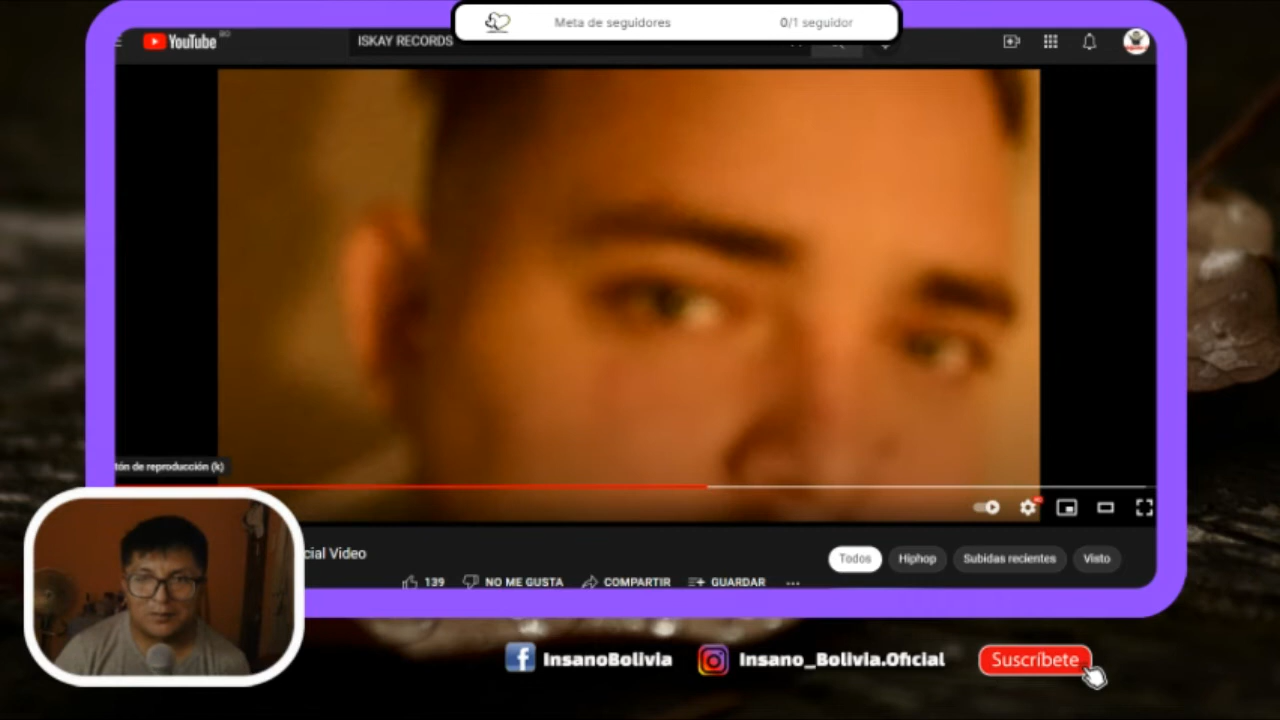 Meta de seguidores 0/1 seguidor
YouTube BO
ISKAY RECORDS
tón de reproducción (k)
cial Video
Todos Hiphop Subidas recientes Visto
139 NO ME GUSTA COMPARTIR GUARDAR ...
InsanoBolivia Insano_Bolivia.Oficial Suscríbete